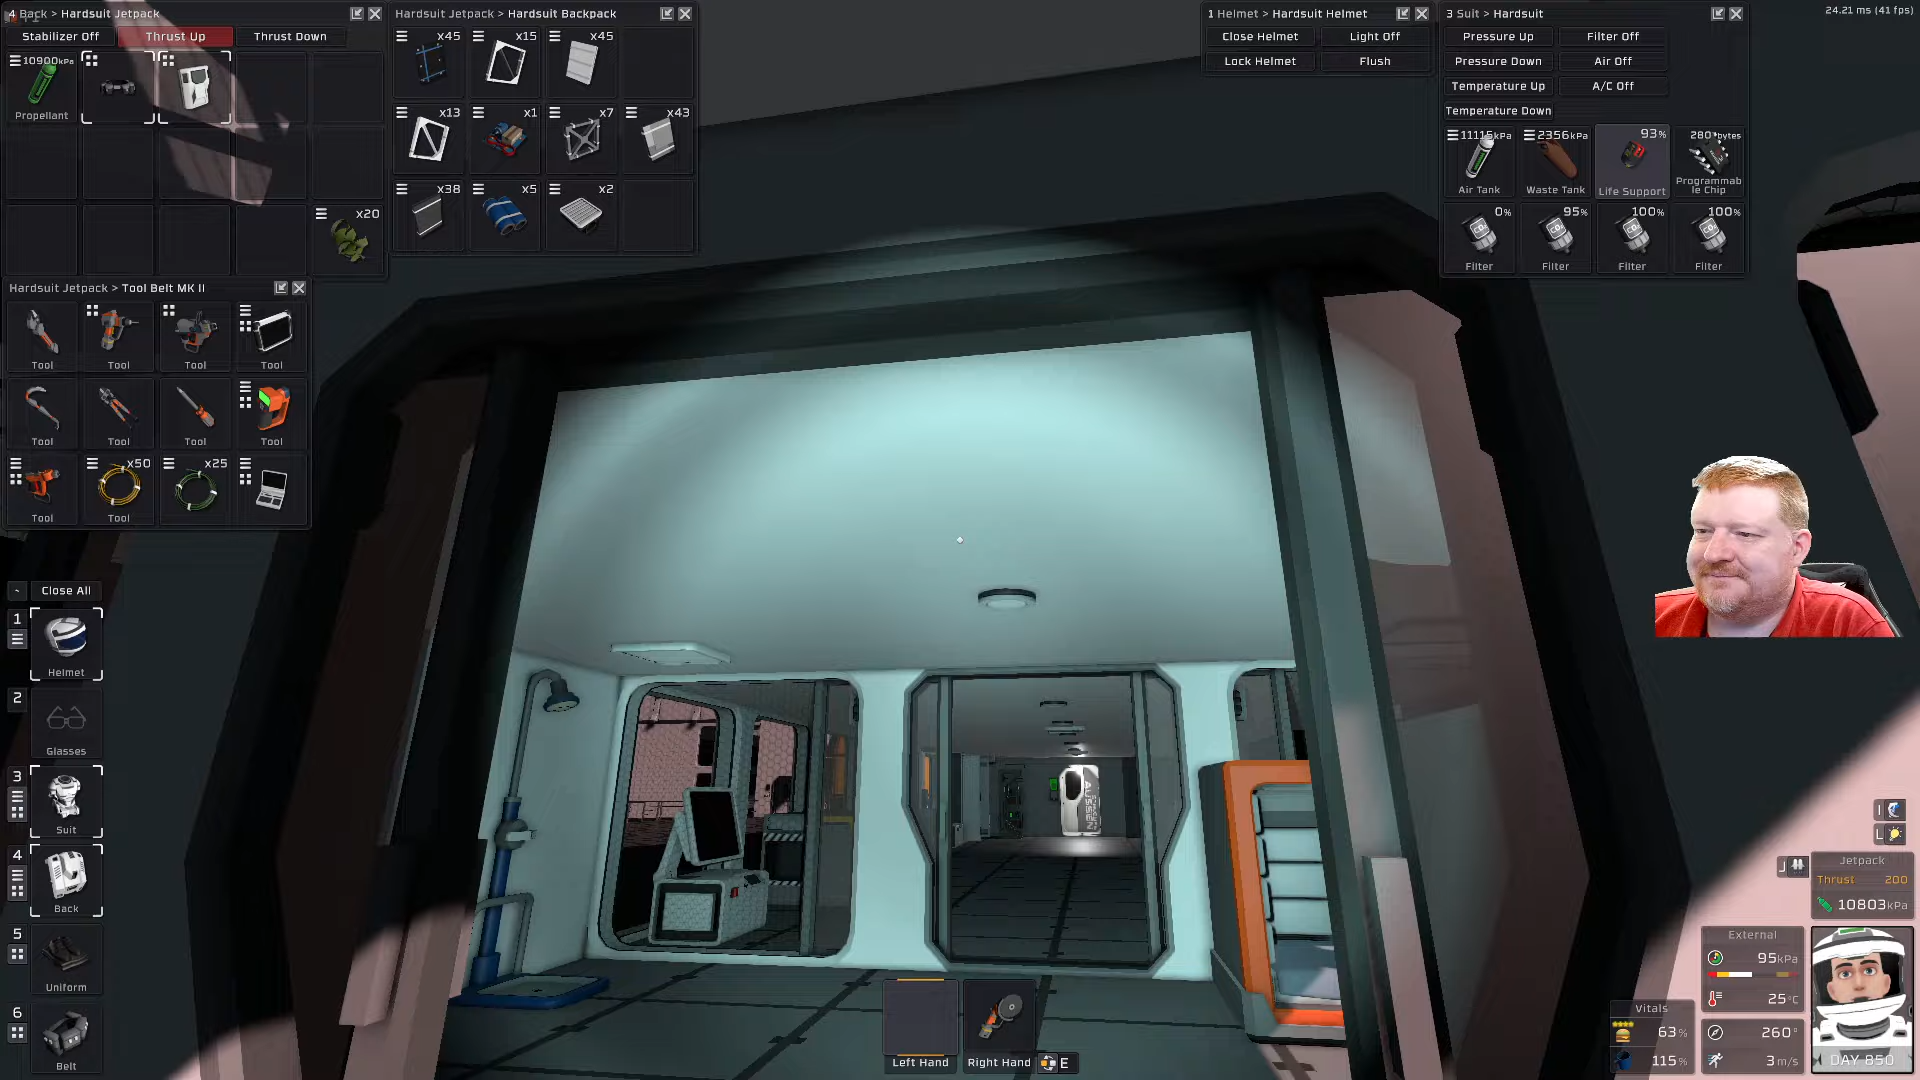 4 Back > Hardsuit Jetpack
Stabilizer Off
Thrust Up
Thrust Down
10900kPa
Propellant
x20
Hardsuit Jetpack > Hardsuit Backpack
x45
x15
x45
x13
x1
x7
x43
x38
x5
x2
1 Helmet > Hardsuit Helmet
Close Helmet
Light Off
Lock Helmet
Flush
3 Suit > Hardsuit
Pressure Up
Filter Off
Pressure Down
Air Off
Temperature Up
A/C Off
Temperature Down
11115kPa
Air Tank
2356kPa
Waste Tank
93%
Life Support
280*bytes
Programmab
le Chip
0%
Filter
95%
Filter
100%
Filter
100%
Filter
24.21 ms (41 fps)
Hardsuit Jetpack > Tool Belt MK II
Tool
Tool
Tool
Tool
Tool
Tool
Tool
Tool
Tool
x50
Tool
x25
Tool
~ Close All
1
Helmet
2
Glasses
3
Suit
4
Back
5
Uniform
6
Belt
Left Hand
Right Hand
E
I
L
J
Jetpack
Thrust 200
10803kPa
External
95kPa
25°C
Vitals
63%
115%
260°
3m/s
DAY 850